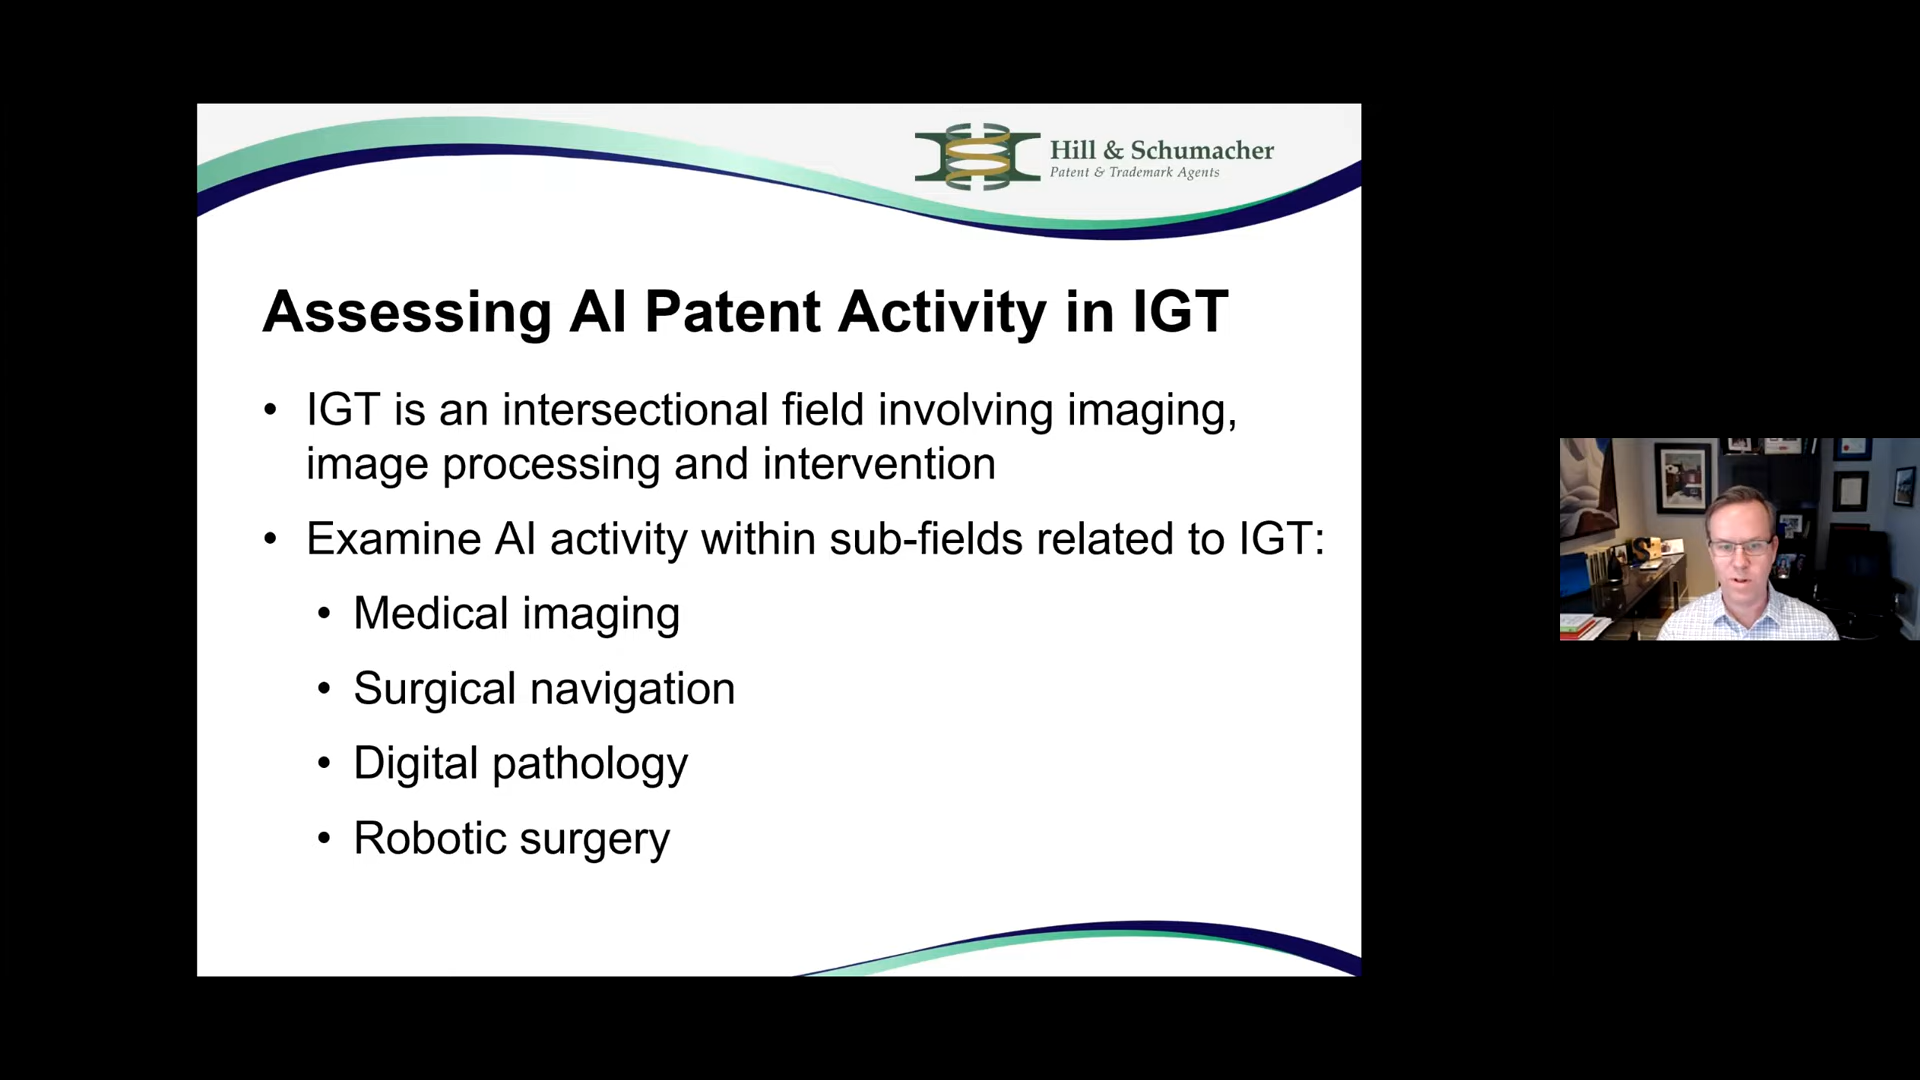 Hill & Schumacher
Patent & Trademark Agents
Assessing AI Patent Activity in IGT
• IGT is an intersectional field involving imaging,
image processing and intervention
• Examine AI activity within sub-fields related to IGT:
• Medical imaging
• Surgical navigation
• Digital pathology
• Robotic surgery